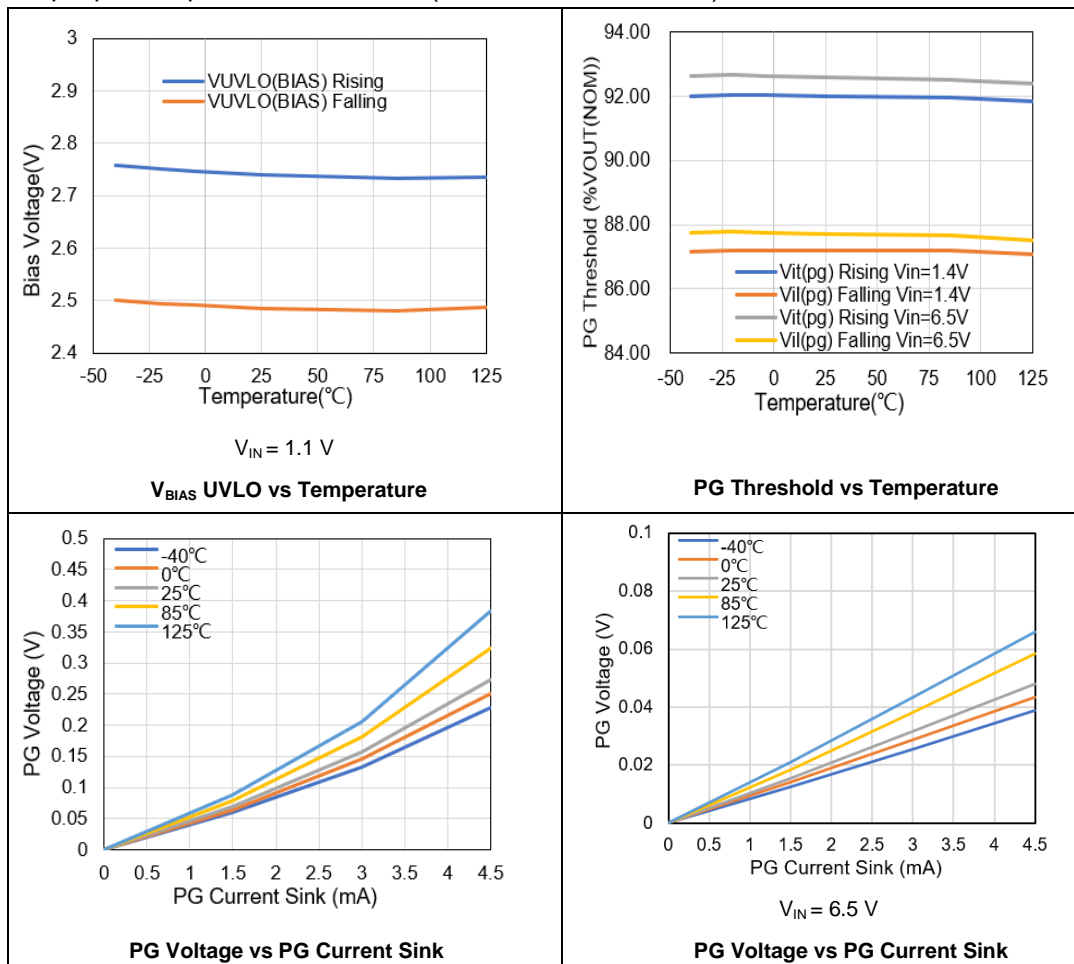 3
2.9
2.8
2.7
2.6
2.5
2.4
Bias Voltage(V)
VUVLO(BIAS) Rising
VUVLO(BIAS) Falling
-50 -25 0 25 50 75 100 125
Temperature(℃)
VIN = 1.1 V
VBIAS UVLO vs Temperature
94.00
92.00
90.00
88.00
86.00
84.00
PG Threshold (%VOUT(NOM))
Vit(pg) Rising Vin=1.4V
Vil(pg) Falling Vin=1.4V
Vit(pg) Rising Vin=6.5V
Vil(pg) Falling Vin=6.5V
-50 -25 0 25 50 75 100 125
Temperature(℃)
PG Threshold vs Temperature
0.5
0.45
0.4
0.35
0.3
0.25
0.2
0.15
0.1
0.05
0
PG Voltage (V)
-40℃
0℃
25℃
85℃
125℃
0 0.5 1 1.5 2 2.5 3 3.5 4 4.5
PG Current Sink (mA)
PG Voltage vs PG Current Sink
0.1
0.08
0.06
0.04
0.02
0
PG Voltage (V)
-40℃
0℃
25℃
85℃
125℃
0 0.5 1 1.5 2 2.5 3 3.5 4 4.5
PG Current Sink (mA)
VIN = 6.5 V
PG Voltage vs PG Current Sink